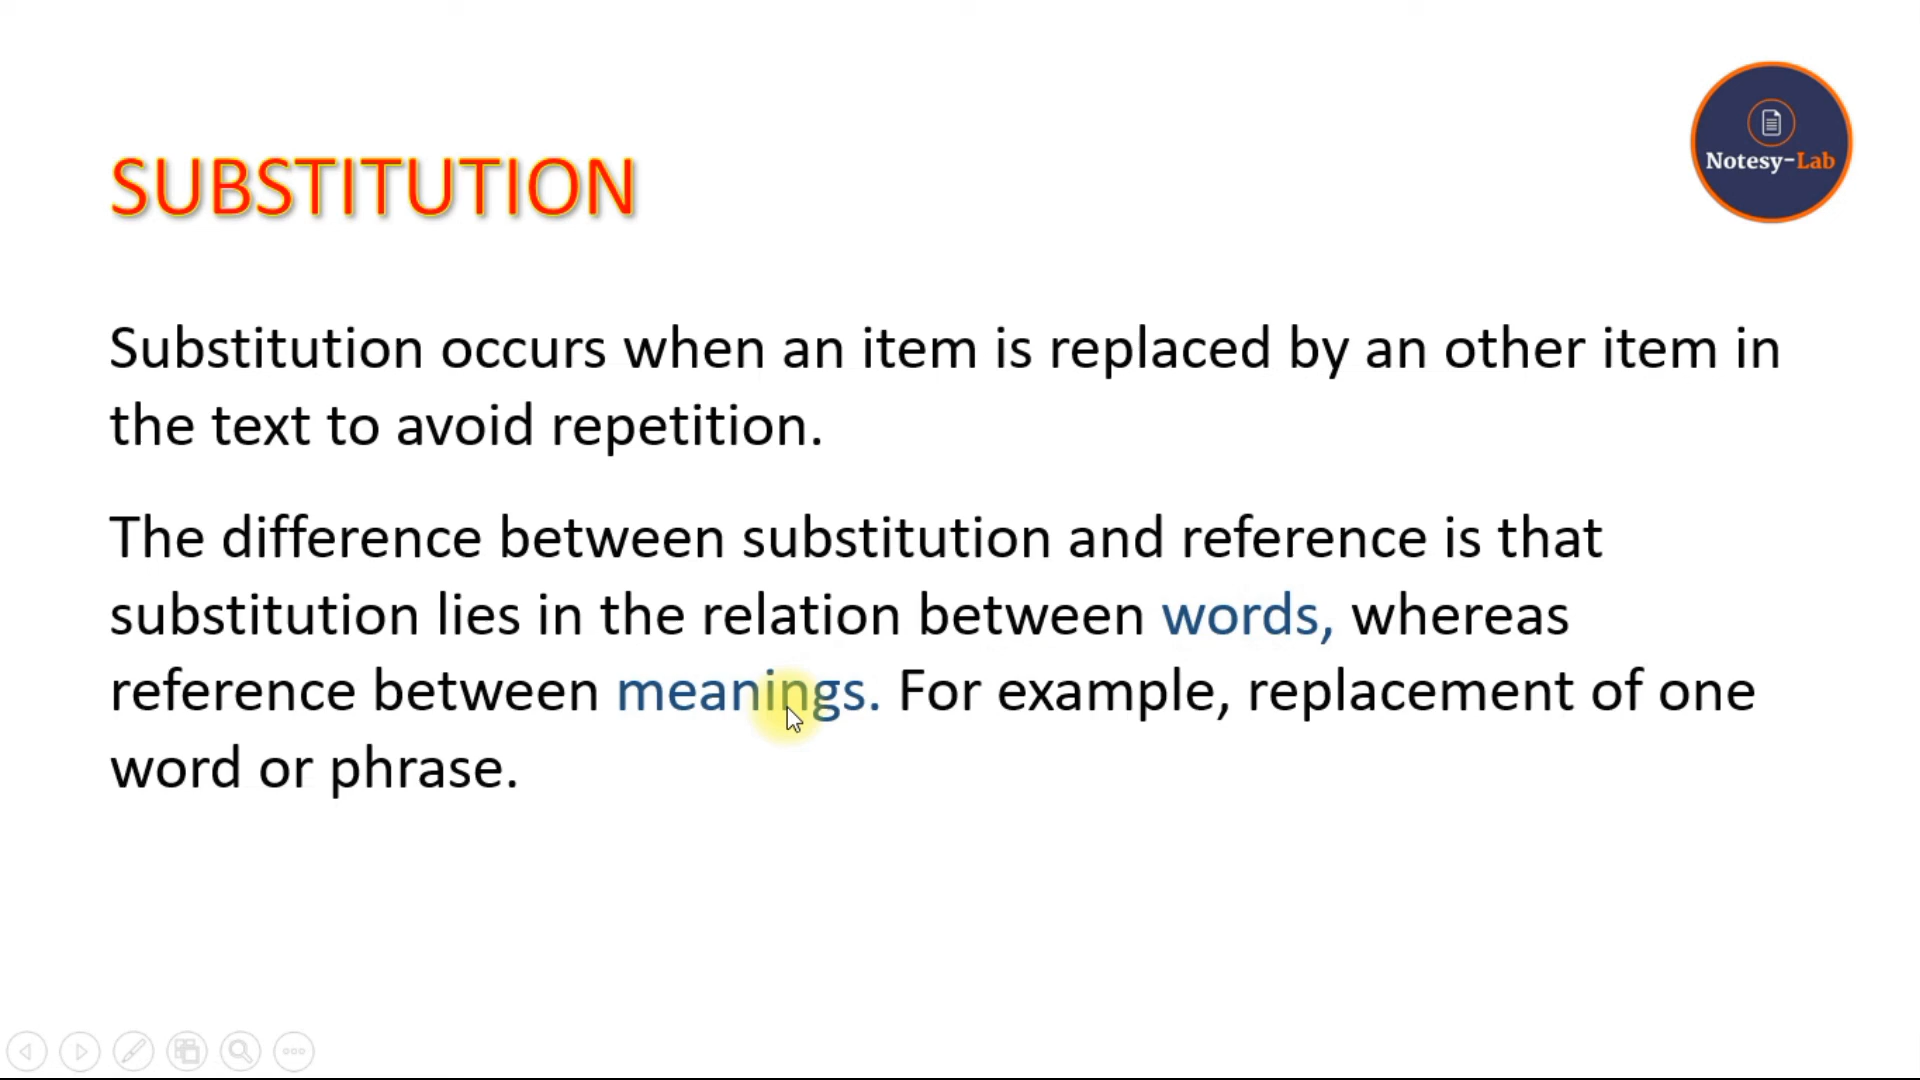 Notesy-Lab
SUBSTITUTION
Substitution occurs when an item is replaced by an other item in
the text to avoid repetition.
The difference between substitution and reference is that
substitution lies in the relation between words, whereas
reference between meanings. For example, replacement of one
word or phrase.